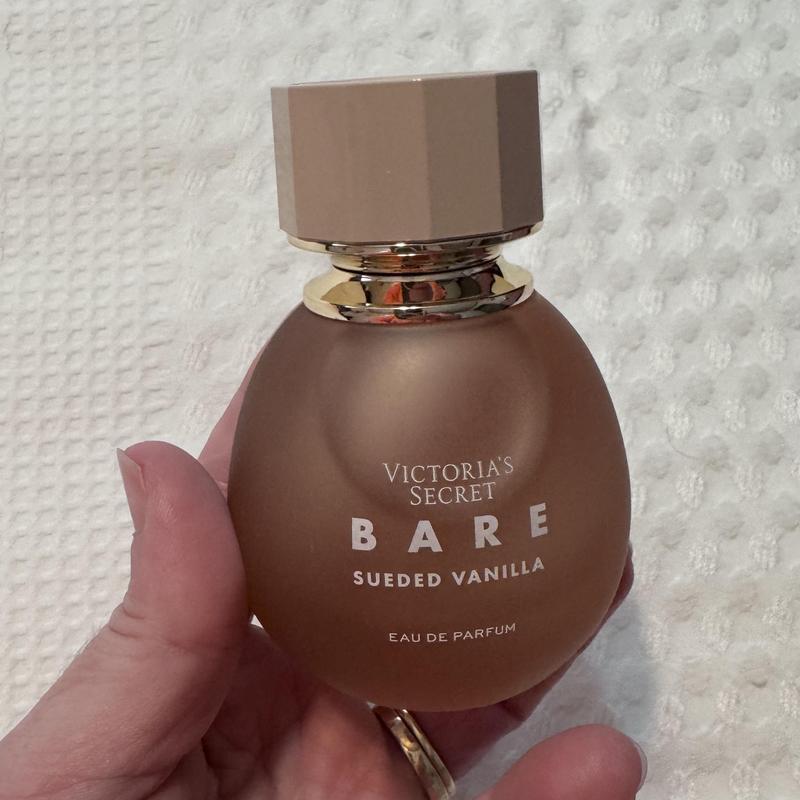 VICTORIA'S
SECRET
BARE
SUEDED VANILLA
EAU DE PARFUM